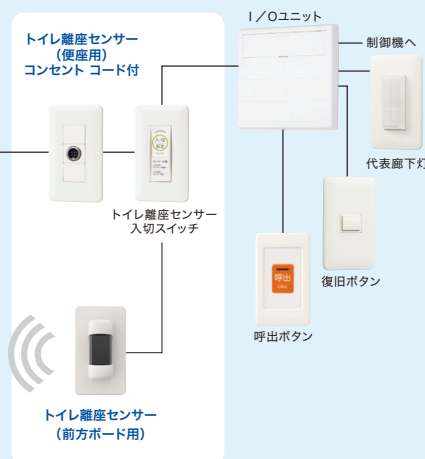 トイレ離座センサー
(便座用)
コンセント コード付
I/Oユニット
制御機へ
代表廊下灯
トイレ離座センサー
入切スイッチ
呼出
CALL
復旧ボタン
呼出ボタン
トイレ離座センサー
(前方ボード用)